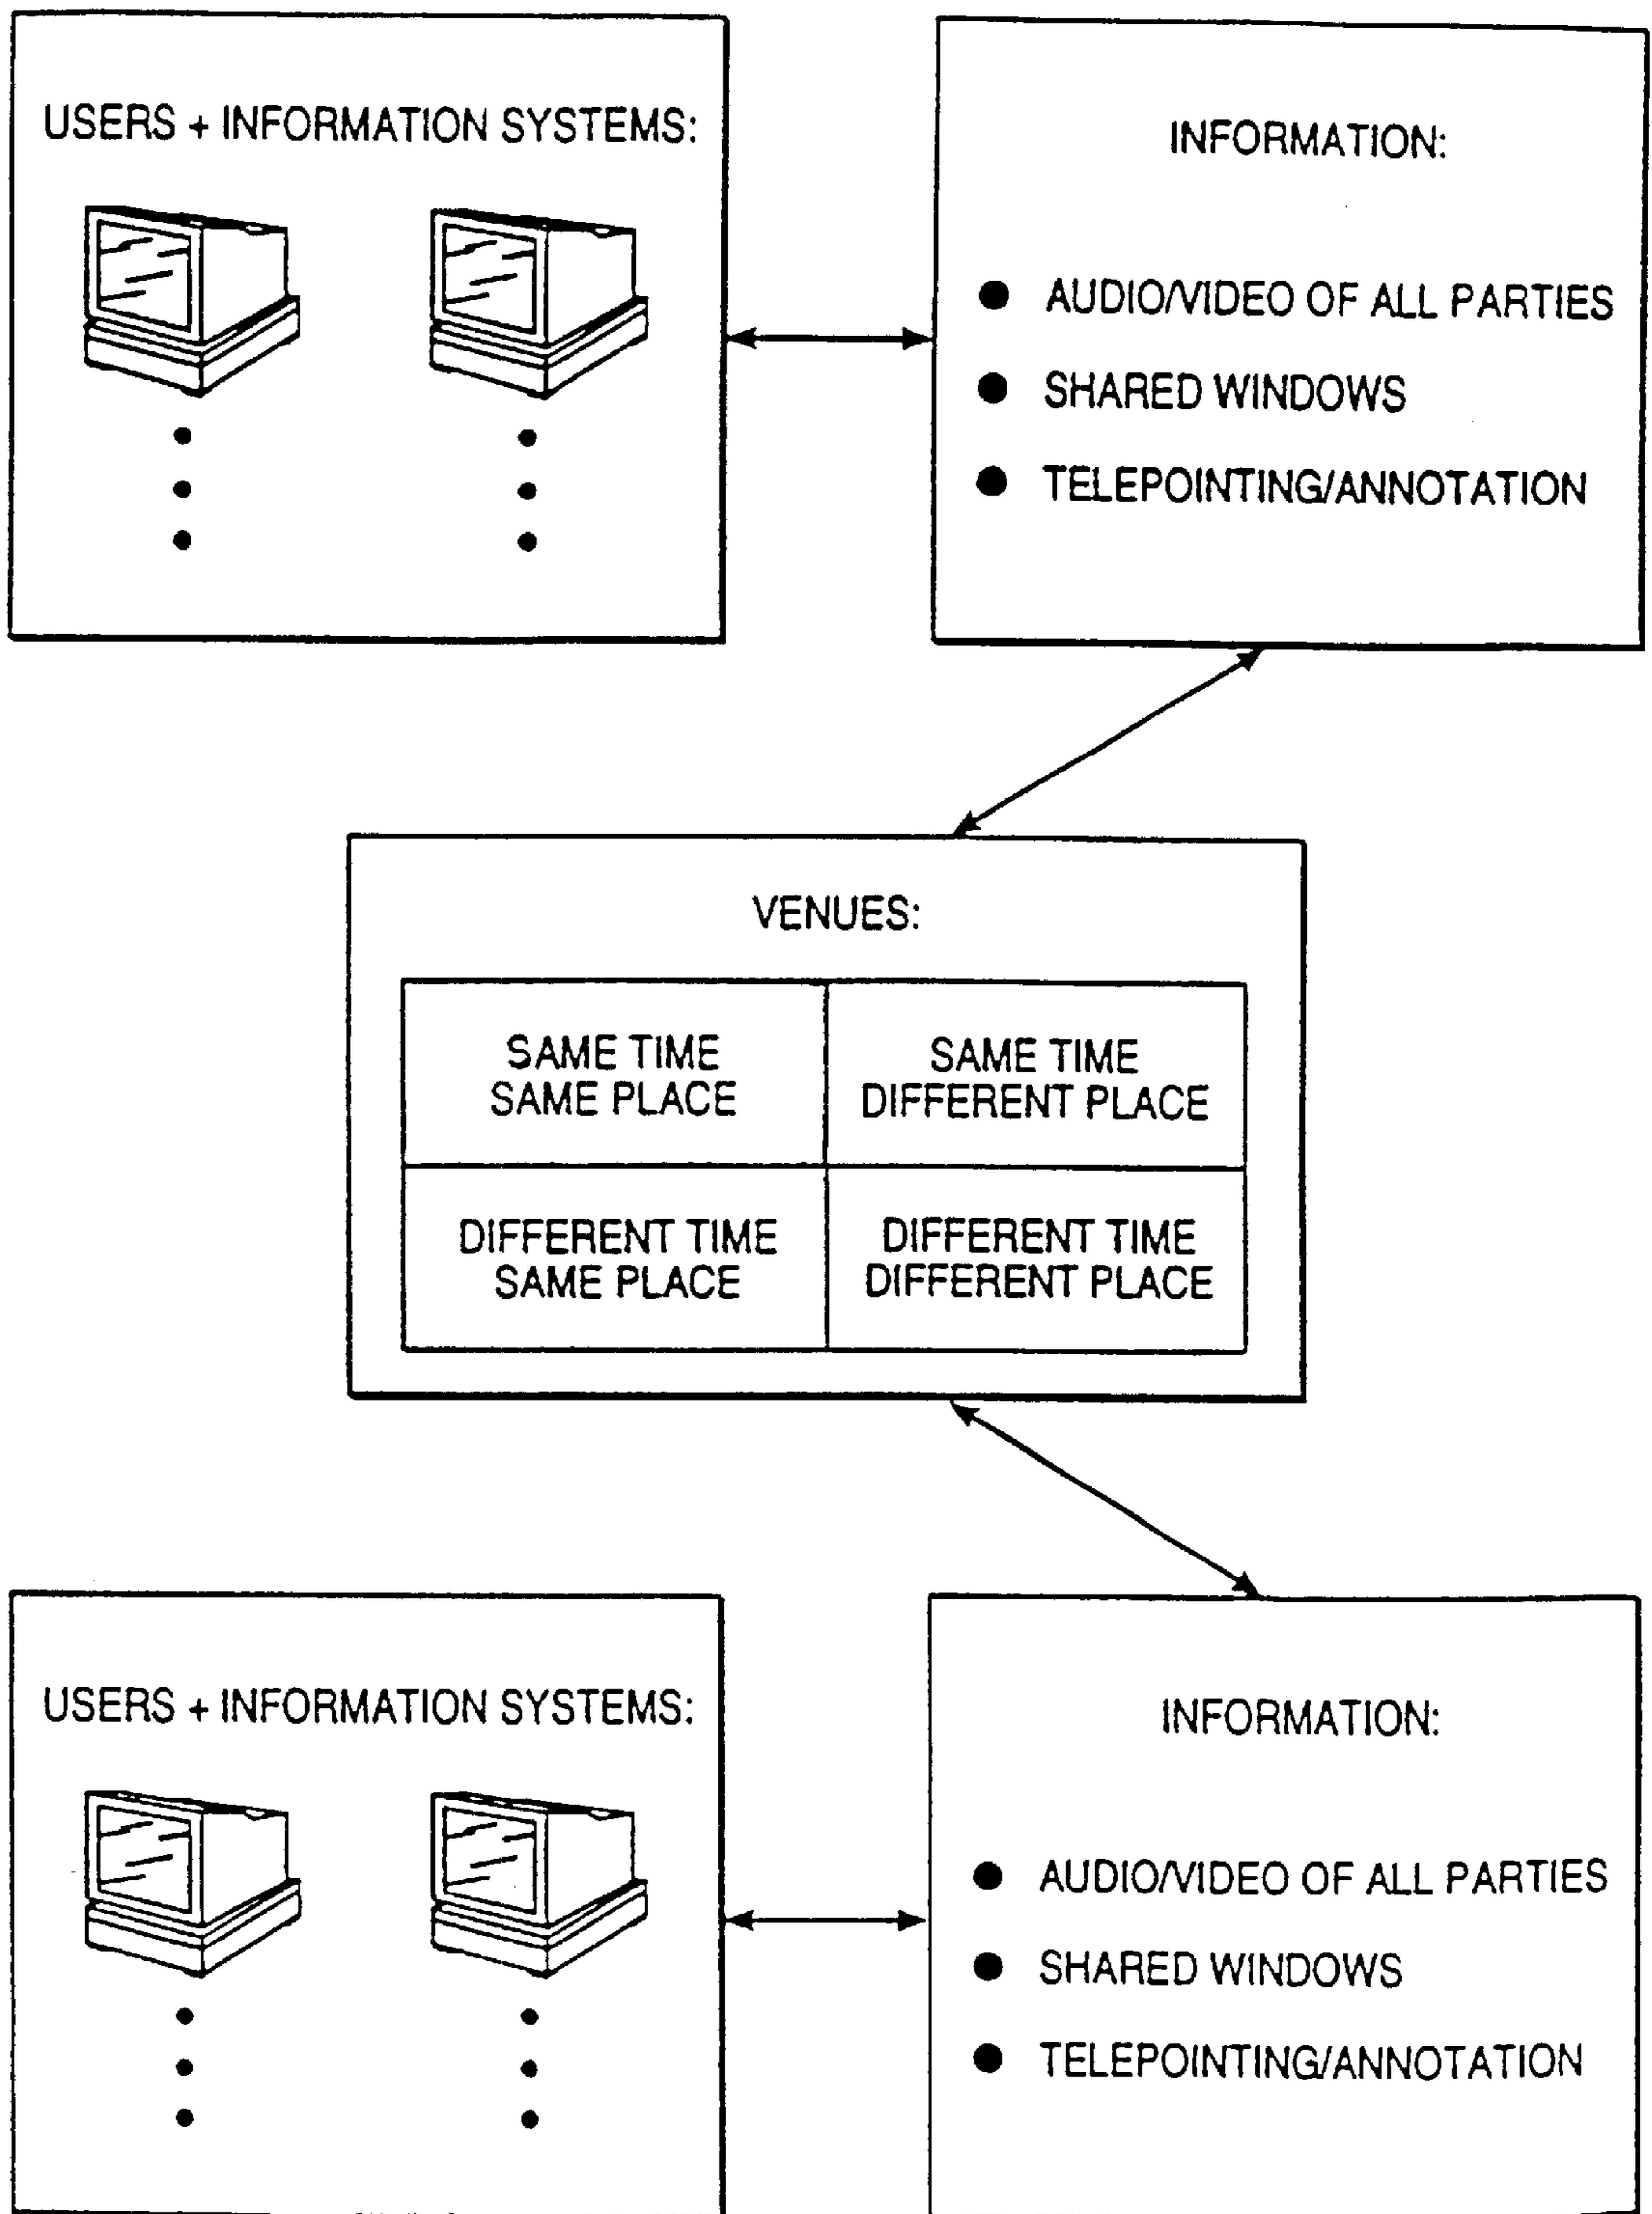 USERS + INFORMATION SYSTEMS:
INFORMATION:
● AUDIO/VIDEO OF ALL PARTIES
● SHARED WINDOWS
● TELEPOINTING/ANNOTATION
VENUES:
SAME TIME
SAME PLACE
SAME TIME
DIFFERENT PLACE
DIFFERENT TIME
SAME PLACE
DIFFERENT TIME
DIFFERENT PLACE
USERS + INFORMATION SYSTEMS:
INFORMATION:
● AUDIO/VIDEO OF ALL PARTIES
● SHARED WINDOWS
● TELEPOINTING/ANNOTATION